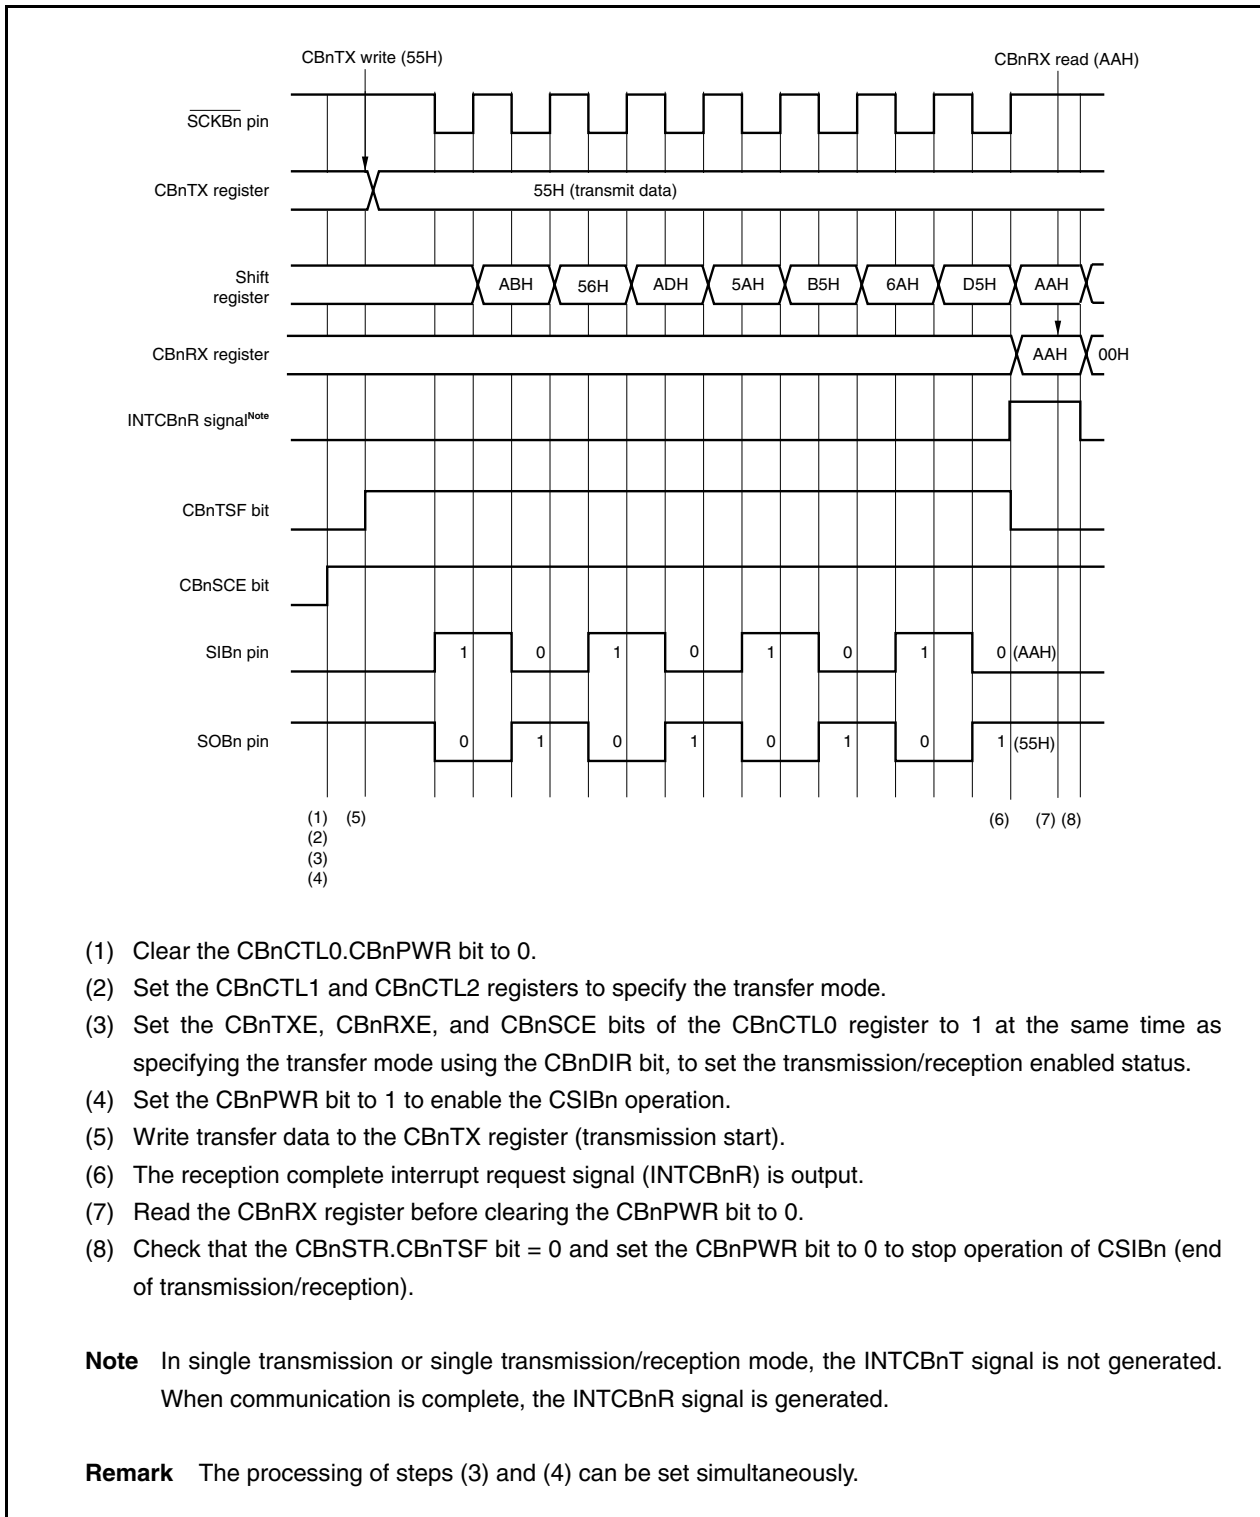 CBnTX write (55H)
CBnRX read (AAH)
SCKBn pin
CBnTX register
55H (transmit data)
Shift
register
ABH 56H ADH 5AH B5H 6AH D5H AAH
CBnRX register
AAH 00H
INTCBnR signalNote
CBnTSF bit
CBnSCE bit
SIBn pin
1 0 1 0 1 0 1 0 (AAH)
SOBn pin
0 1 0 1 0 1 0 1 (55H)
(1) (5) (6) (7) (8)
(2)
(3)
(4)
(1) Clear the CBnCTL0.CBnPWR bit to 0.
(2) Set the CBnCTL1 and CBnCTL2 registers to specify the transfer mode.
(3) Set the CBnTXE, CBnRXE, and CBnSCE bits of the CBnCTL0 register to 1 at the same time as
specifying the transfer mode using the CBnDIR bit, to set the transmission/reception enabled status.
(4) Set the CBnPWR bit to 1 to enable the CSIBn operation.
(5) Write transfer data to the CBnTX register (transmission start).
(6) The reception complete interrupt request signal (INTCBnR) is output.
(7) Read the CBnRX register before clearing the CBnPWR bit to 0.
(8) Check that the CBnSTR.CBnTSF bit = 0 and set the CBnPWR bit to 0 to stop operation of CSIBn (end
of transmission/reception).
Note In single transmission or single transmission/reception mode, the INTCBnT signal is not generated.
When communication is complete, the INTCBnR signal is generated.
Remark The processing of steps (3) and (4) can be set simultaneously.